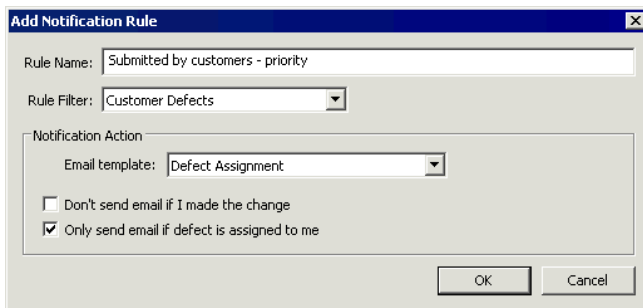 Add Notification Rule
Rule Name: Submitted by customers - priority
Rule Filter: Customer Defects
Notification Action
Email template: Defect Assignment
Don't send email if I made the change
Only send email if defect is assigned to me
OK Cancel